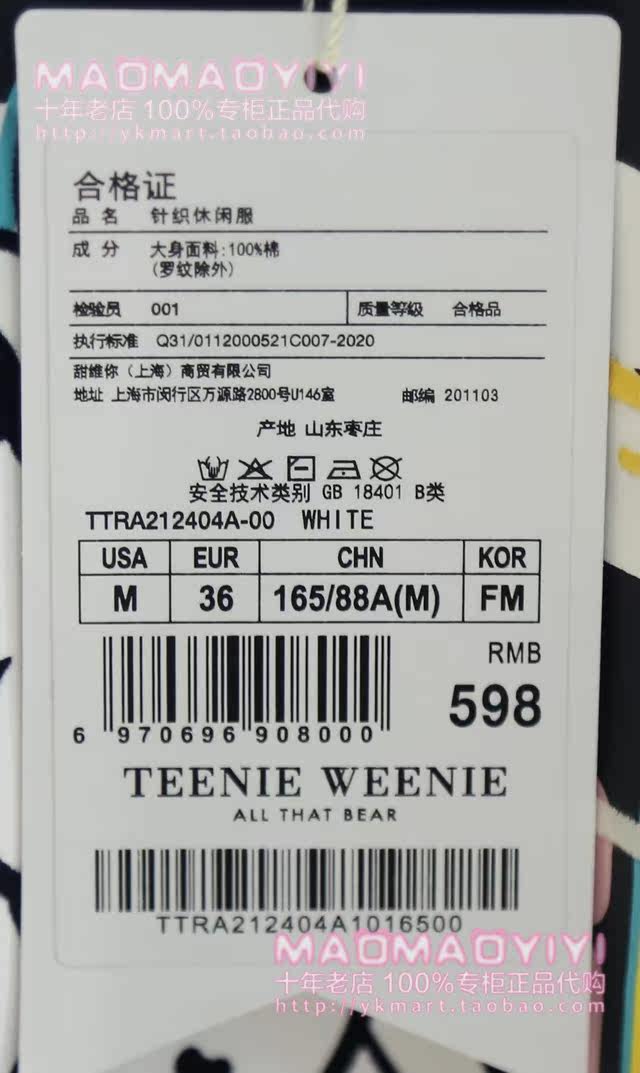 MAOMAOYIYI
十年老店 100%专柜正品代购
http://ykmart.taobao.com
合格证
品 名 针织休闲服
成 分 大身面料:100%棉
(罗纹除外)
检验员 001 质量等级 合格品
执行标准 Q31/0112000521C007-2020
甜维你(上海)商贸有限公司
地址 上海市闵行区万源路2800号U146室 邮编 201103
产地 山东枣庄
安全技术类别 GB 18401 B类
TTRA212404A-00 WHITE
USA EUR CHN KOR
M 36 165/88A(M) FM
RMB
598
6 970696 908000
TEENIE WEENIE
ALL THAT BEAR
TTRA212404A1016500
MAOMAOYIYI
十年老店 100%专柜正品代购
http://ykmart.taobao.com